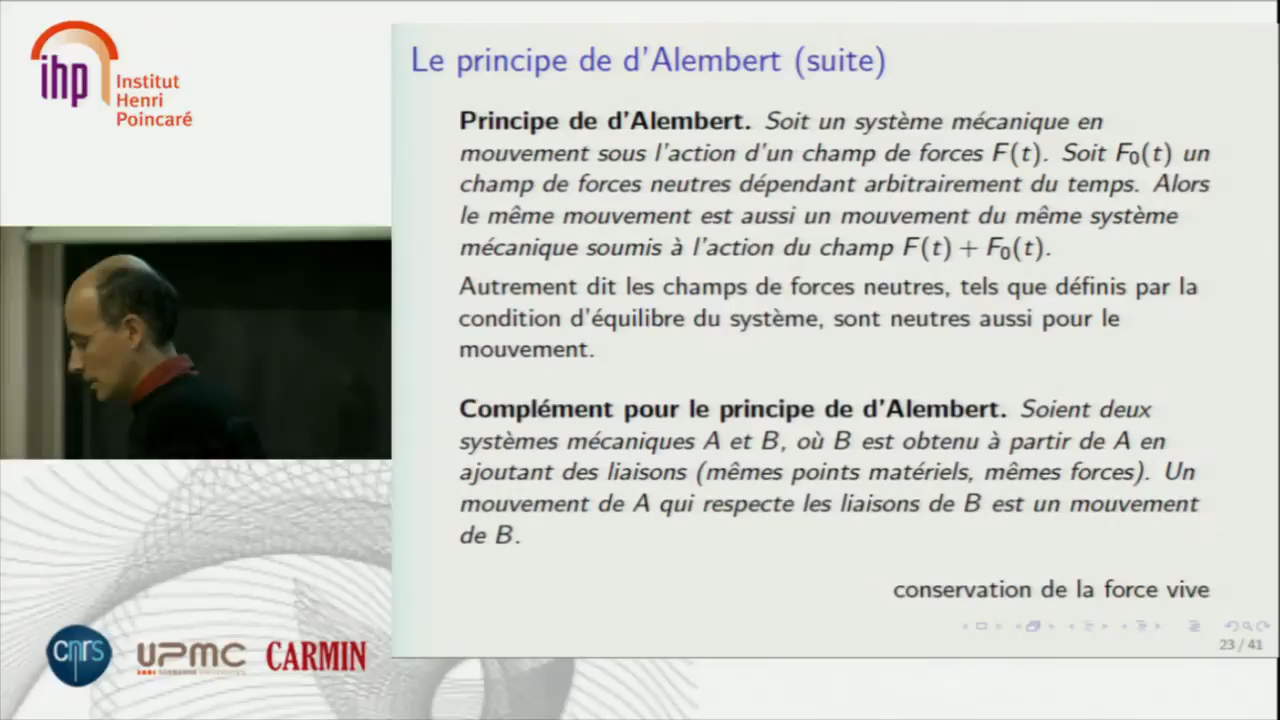 ihp
Institut
Henri
Poincaré
Le principe de d'Alembert (suite)
Principe de d'Alembert. Soit un système mécanique en
mouvement sous l'action d'un champ de forces F(t). Soit F₀(t) un
champ de forces neutres dépendant arbitrairement du temps. Alors
le même mouvement est aussi un mouvement du même système
mécanique soumis à l'action du champ F(t) + F₀(t).
Autrement dit les champs de forces neutres, tels que définis par la
condition d'équilibre du système, sont neutres aussi pour le
mouvement.
Complément pour le principe de d'Alembert. Soient deux
systèmes mécaniques A et B, où B est obtenu à partir de A en
ajoutant des liaisons (mêmes points matériels, mêmes forces). Un
mouvement de A qui respecte les liaisons de B est un mouvement
de B.
conservation de la force vive
23 / 41
cnrs
UPMC
CARMIN